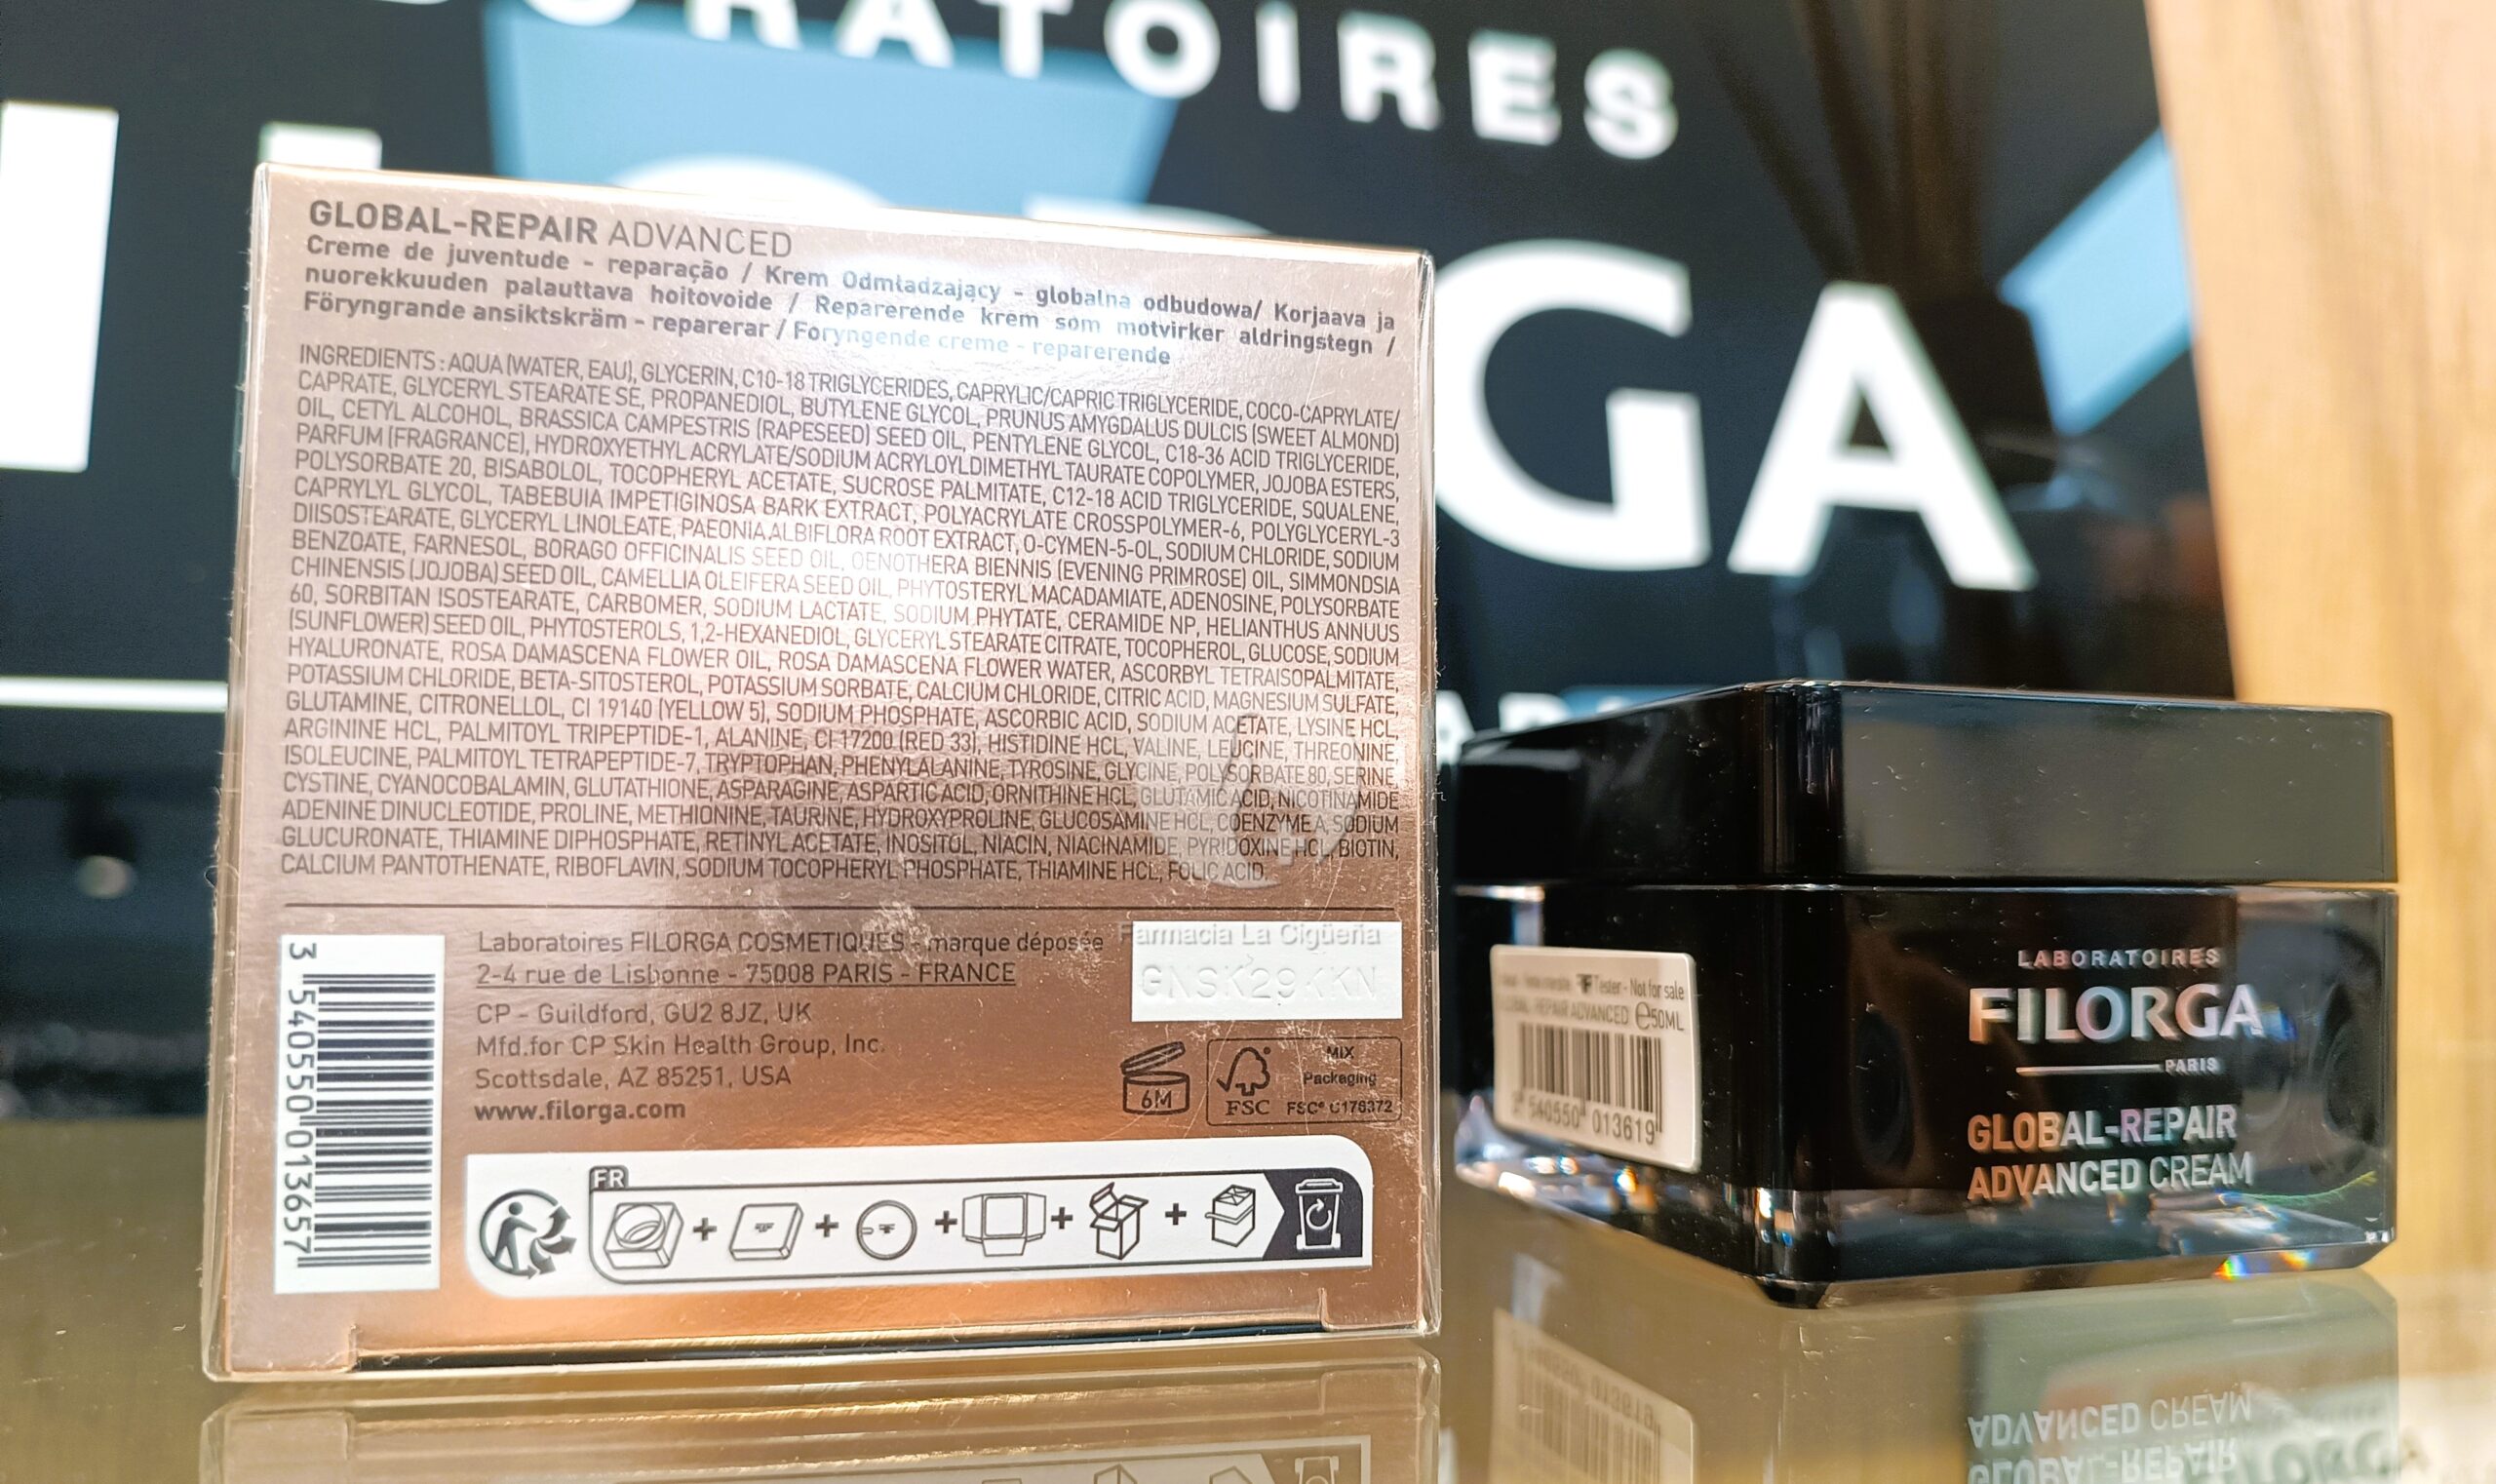 ORATOIRES
GA
GLOBAL-REPAIR ADVANCED
Creme de juventude - reparação / Krem Odmładzający - globalna odbudowa/ Korjaava ja
nuorekkuuden palauttava hoitovoide / Reparerende krem som motvirker aldringstegn /
Föryngrande ansiktskräm - reparerar / Foryngende creme - reparerende
INGREDIENTS : AQUA (WATER, EAU), GLYCERIN, C10-18 TRIGLYCERIDES, CAPRYLIC/CAPRIC TRIGLYCERIDE, COCO-CAPRYLATE/
CAPRATE, GLYCERYL STEARATE SE, PROPANEDIOL, BUTYLENE GLYCOL, PRUNUS AMYGDALUS DULCIS (SWEET ALMOND)
OIL, CETYL ALCOHOL, BRASSICA CAMPESTRIS (RAPESEED) SEED OIL, PENTYLENE GLYCOL, C18-36 ACID TRIGLYCERIDE,
PARFUM (FRAGRANCE), HYDROXYETHYL ACRYLATE/SODIUM ACRYLOYLDIMETHYL TAURATE COPOLYMER, JOJOBA ESTERS,
POLYSORBATE 20, BISABOLOL, TOCOPHERYL ACETATE, SUCROSE PALMITATE, C12-18 ACID TRIGLYCERIDE, SQUALENE,
CAPRYLYL GLYCOL, TABEBUIA IMPETIGINOSA BARK EXTRACT, POLYACRYLATE CROSSPOLYMER-6, POLYGLYCERYL-3
DIISOSTEARATE, GLYCERYL LINOLEATE, PAEONIA ALBIFLORA ROOT EXTRACT, O-CYMEN-5-OL, SODIUM CHLORIDE, SODIUM
BENZOATE, FARNESOL, BORAGO OFFICINALIS SEED OIL, OENOTHERA BIENNIS (EVENING PRIMROSE) OIL, SIMMONDSIA
CHINENSIS (JOJOBA) SEED OIL, CAMELLIA OLEIFERA SEED OIL, PHYTOSTERYL MACADAMIATE, ADENOSINE, POLYSORBATE
60, SORBITAN ISOSTEARATE, CARBOMER, SODIUM LACTATE, SODIUM PHYTATE, CERAMIDE NP, HELIANTHUS ANNUUS
(SUNFLOWER) SEED OIL, PHYTOSTEROLS, 1,2-HEXANEDIOL, GLYCERYL STEARATE CITRATE, TOCOPHEROL, GLUCOSE, SODIUM
HYALURONATE, ROSA DAMASCENA FLOWER OIL, ROSA DAMASCENA FLOWER WATER, ASCORBYL TETRAISOPALMITATE,
POTASSIUM CHLORIDE, BETA-SITOSTEROL, POTASSIUM SORBATE, CALCIUM CHLORIDE, CITRIC ACID, MAGNESIUM SULFATE,
GLUTAMINE, CITRONELLOL, CI 19140 (YELLOW 5), SODIUM PHOSPHATE, ASCORBIC ACID, SODIUM ACETATE, LYSINE HCL,
ARGININE HCL, PALMITOYL TRIPEPTIDE-1, ALANINE, CI 17200 (RED 33), HISTIDINE HCL, VALINE, LEUCINE, THREONINE,
ISOLEUCINE, PALMITOYL TETRAPEPTIDE-7, TRYPTOPHAN, PHENYLALANINE, TYROSINE, GLYCINE, POLYSORBATE 80, SERINE,
CYSTINE, CYANOCOBALAMIN, GLUTATHIONE, ASPARAGINE, ASPARTIC ACID, ORNITHINE HCL, GLUTAMIC ACID, NICOTINAMIDE
ADENINE DINUCLEOTIDE, PROLINE, METHIONINE, TAURINE, HYDROXYPROLINE, GLUCOSAMINE HCL, COENZYME A, SODIUM
GLUCURONATE, THIAMINE DIPHOSPHATE, RETINYL ACETATE, INOSITOL, NIACIN, NIACINAMIDE, PYRIDOXINE HCL, BIOTIN,
CALCIUM PANTOTHENATE, RIBOFLAVIN, SODIUM TOCOPHERYL PHOSPHATE, THIAMINE HCL, FOLIC ACID.
3 540550 013657
Laboratoires FILORGA COSMETIQUES - marque déposée
2-4 rue de Lisbonne - 75008 PARIS - FRANCE
CP - Guildford, GU2 8JZ, UK
Mfd.for CP Skin Health Group, Inc.
Scottsdale, AZ 85251, USA
www.filorga.com
Farmacia La Cigüeña
GNSK29KKN
6M
FSC
MIX
Packaging
FSC® C176372
FR
Tester - Not for sale
GLOBAL-REPAIR ADVANCED e50ML
3 540550 013619
LABORATOIRES
FILORGA
PARIS
GLOBAL-REPAIR
ADVANCED CREAM